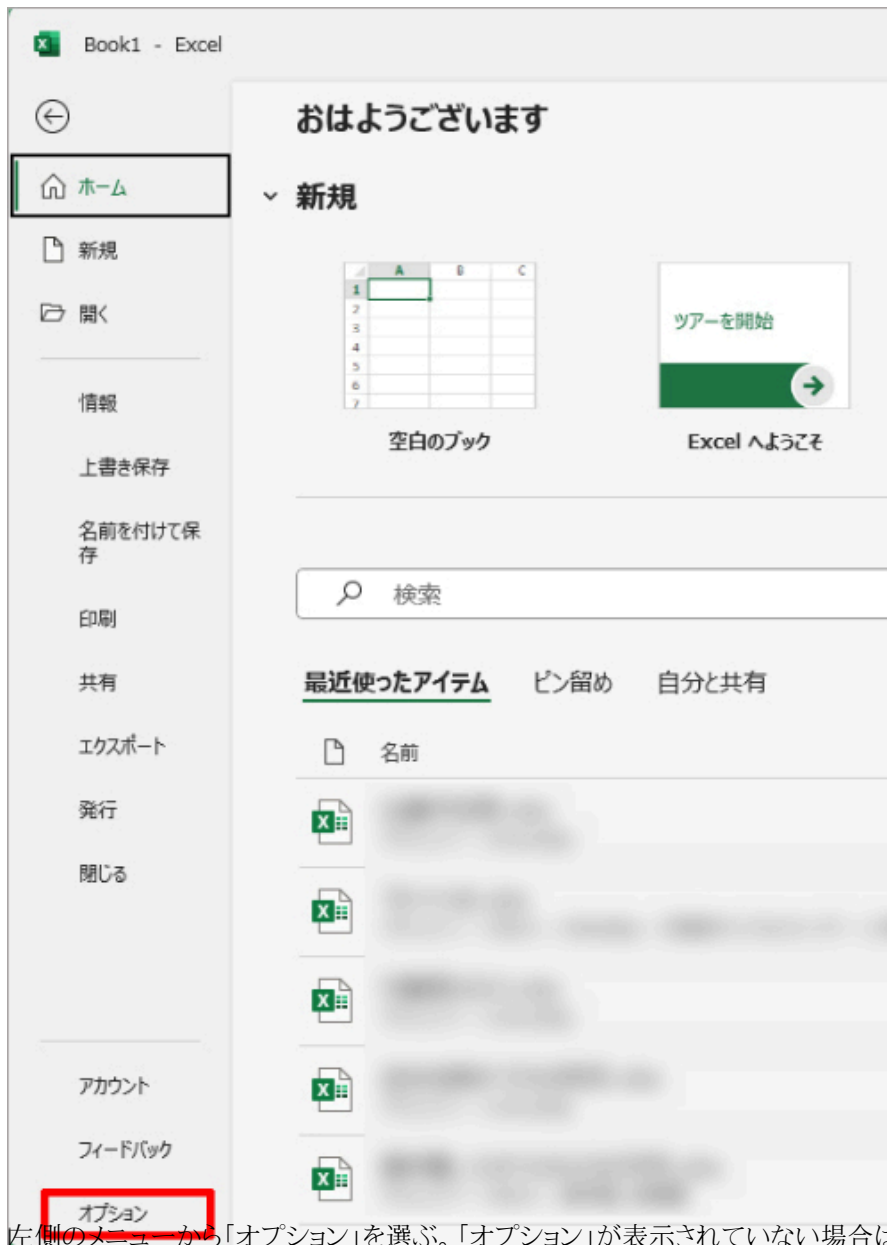 Book1 - Excel
おはようございます
ホーム
新規
新規
開く
A B C
1
2
3
4
5
6
7
ツアーを開始
空白のブック
Excel へようこそ
情報
上書き保存
名前を付けて保
存
検索
印刷
共有
最近使ったアイテム ピン留め 自分と共有
エクスポート
名前
発行
閉じる
アカウント
フィードバック
オプション
左側のメニューから「オプション」を選ぶ。「オプション」が表示されていない場合は